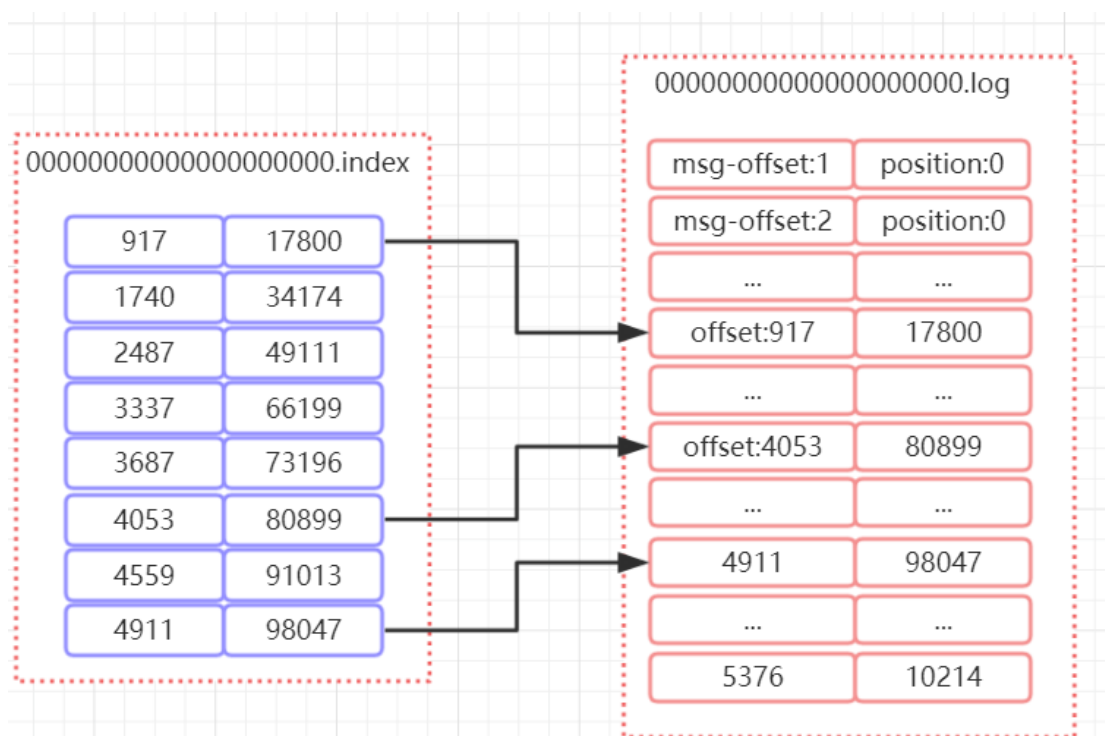 00000000000000000000.index
917 17800
1740 34174
2487 49111
3337 66199
3687 73196
4053 80899
4559 91013
4911 98047
00000000000000000000.log
msg-offset:1 position:0
msg-offset:2 position:0
... ...
offset:917 17800
... ...
offset:4053 80899
... ...
4911 98047
... ...
5376 10214